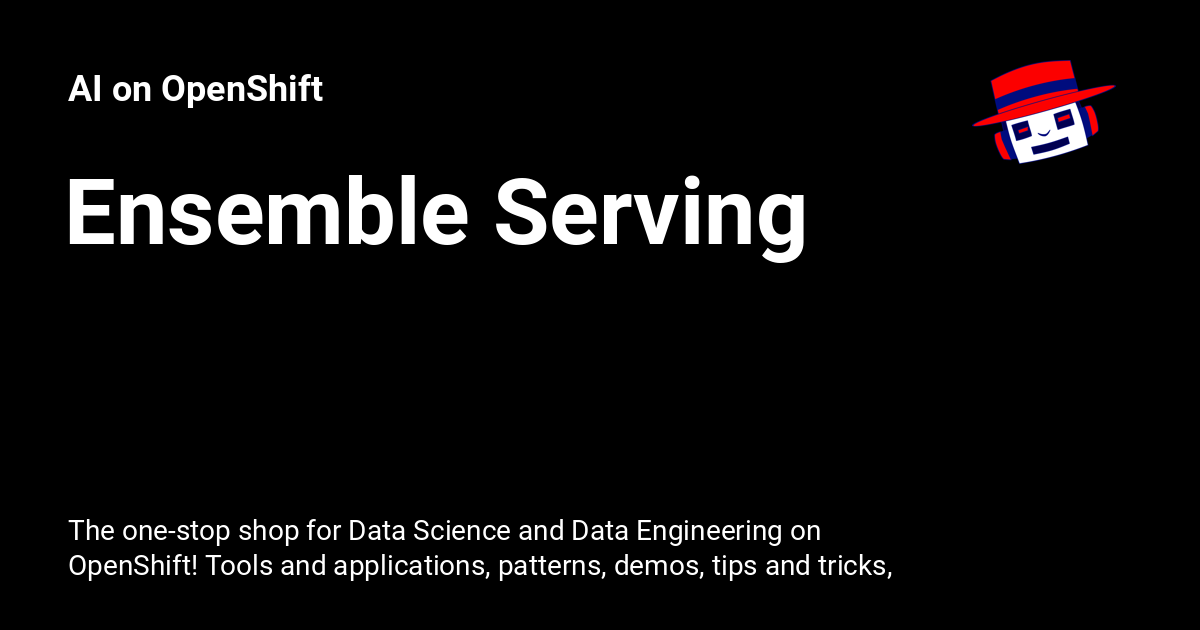 AI on OpenShift
Ensemble Serving
The one-stop shop for Data Science and Data Engineering on
OpenShift! Tools and applications, patterns, demos, tips and tricks,